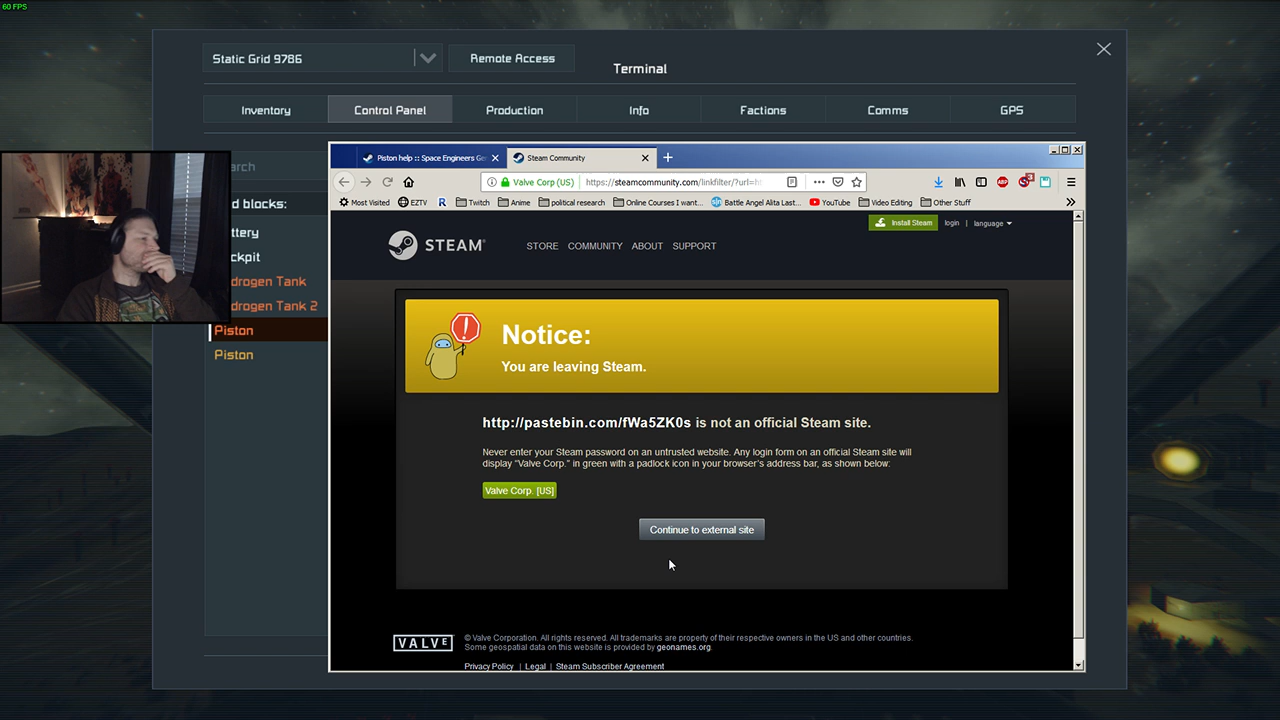 60 FPS
Static Grid 9786
Remote Access
Terminal
Inventory
Control Panel
Production
Info
Factions
Comms
GPS
Piston help :: Space Engineers Ge
Steam Community
Valve Corp (US)
https://steamcommunity.com/linkfilter/?url=h
Most Visited
EZTV
R
Twitch
Anime
political research
Online Courses I want...
Battle Angel Alita Last...
YouTube
Video Editing
Other Stuff
ABP
Install Steam
login
language
STEAM
STORE
COMMUNITY
ABOUT
SUPPORT
Notice:
You are leaving Steam.
http://pastebin.com/fWa5ZK0s is not an official Steam site.
Never enter your Steam password on an untrusted website. Any login form on an official Steam site will
display "Valve Corp." in green with a padlock icon in your browser's address bar, as shown below:
Valve Corp. [US]
Continue to external site
VALVE
© Valve Corporation. All rights reserved. All trademarks are property of their respective owners in the US and other countries.
Some geospatial data on this website is provided by geonames.org.
Privacy Policy | Legal | Steam Subscriber Agreement
arch
d blocks:
ttery
ckpit
drogen Tank
drogen Tank 2
Piston
Piston